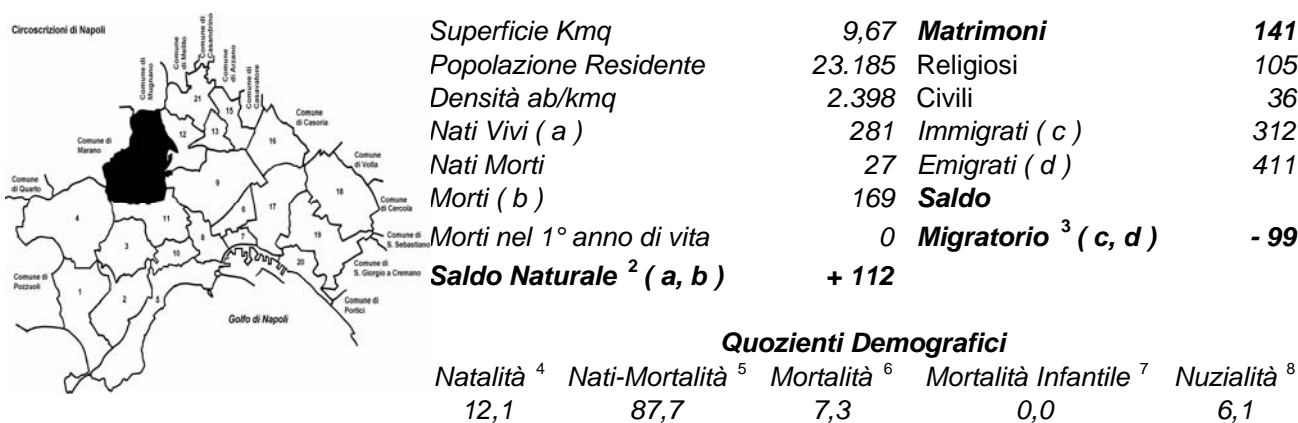 Circoscrizioni di Napoli
Comune di Mugnano
Comune di Melito
Comune di Casandrino
Comune di Arzano
Comune di Casavatore
Comune di Casoria
Comune di Marano
Comune di Volla
Comune di Quarto
Comune di Cercola
Comune di S. Sebastiano
Comune di S. Giorgio a Cremano
Comune di Pozzuoli
Comune di Portici
Golfo di Napoli
21
15
12
13
16
9
18
4
11
6
17
3
8
7
19
10
20
1
2
5
Superficie Kmq 9,67 Matrimoni 141
Popolazione Residente 23.185 Religiosi 105
Densità ab/kmq 2.398 Civili 36
Nati Vivi ( a ) 281 Immigrati ( c ) 312
Nati Morti 27 Emigrati ( d ) 411
Morti ( b ) 169 Saldo
Morti nel 1° anno di vita 0 Migratorio 3 ( c, d ) - 99
Saldo Naturale 2 ( a, b ) + 112
Quozienti Demografici
Natalità 4 Nati-Mortalità 5 Mortalità 6 Mortalità Infantile 7 Nuzialità 8
12,1 87,7 7,3 0,0 6,1